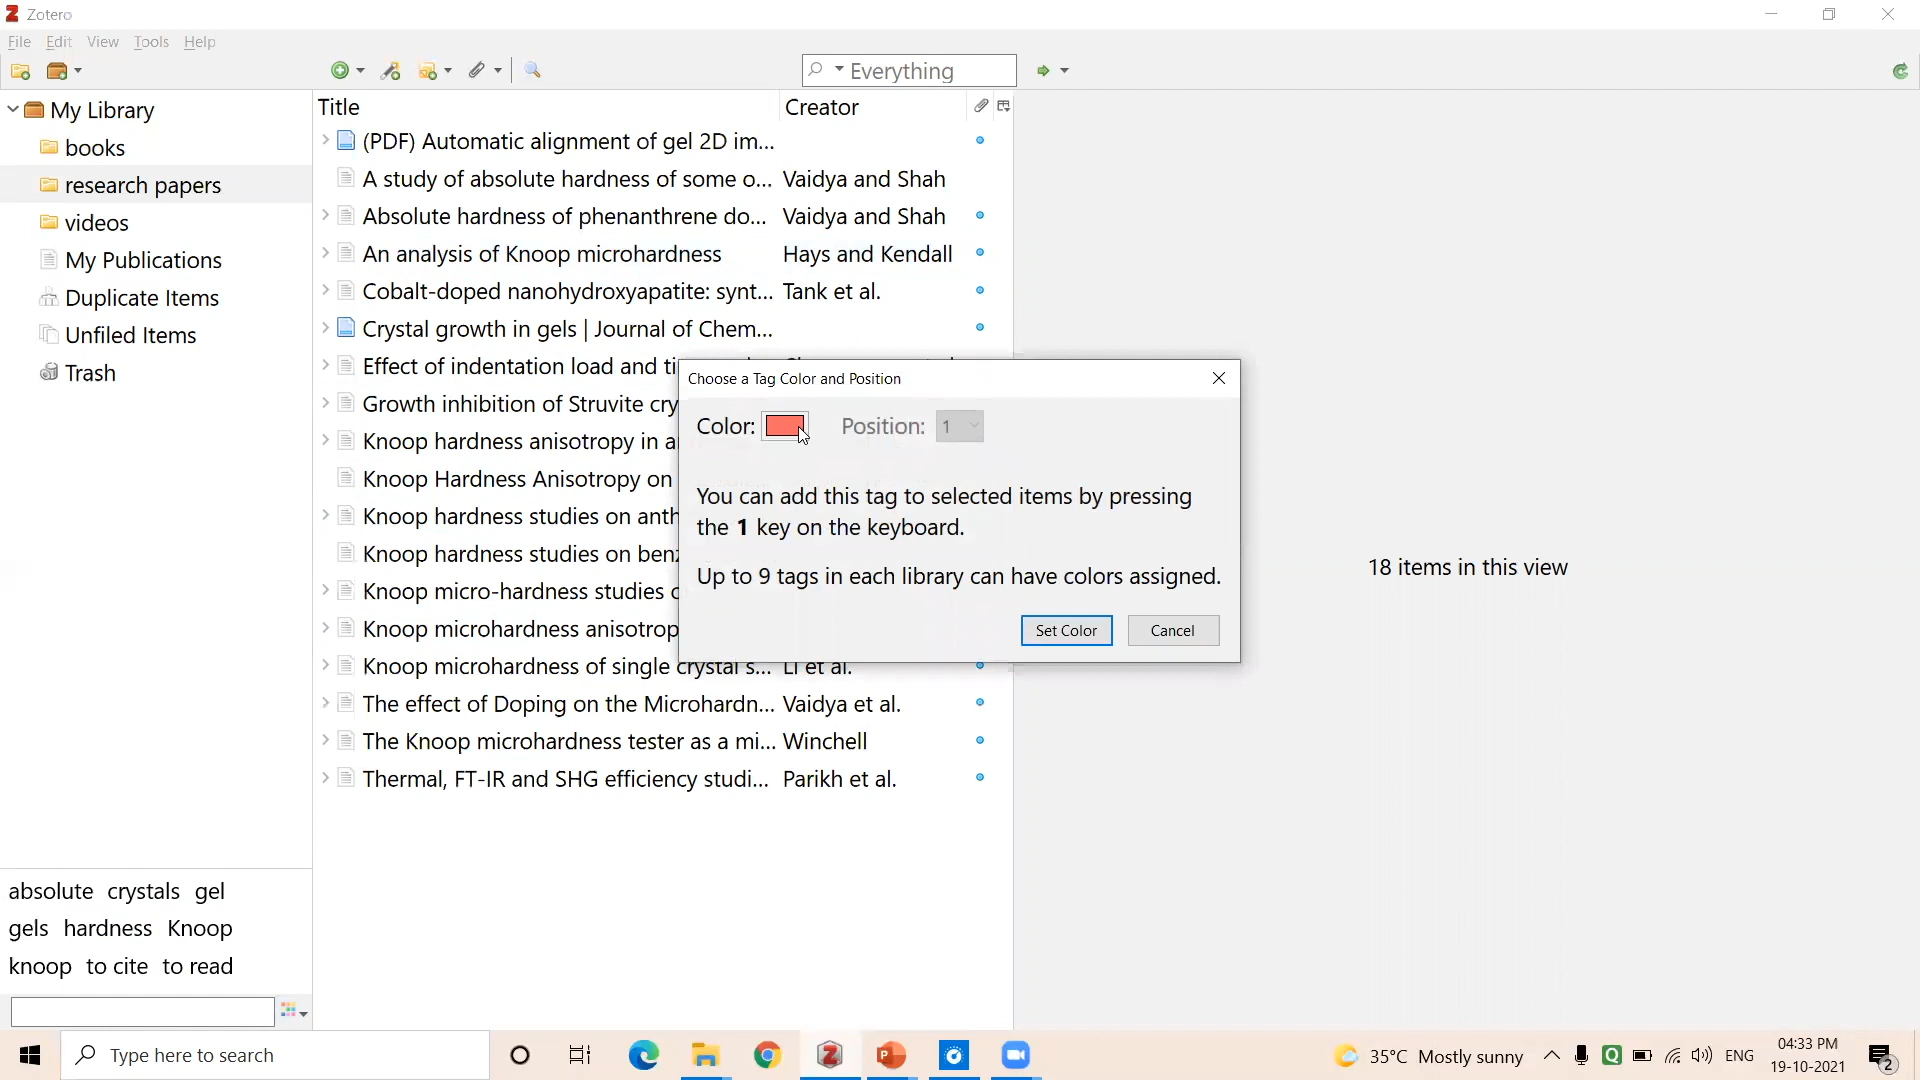 Zotero
File Edit View Tools Help
Everything
My Library
books
research papers
videos
My Publications
Duplicate Items
Unfiled Items
Trash
Title Creator
(PDF) Automatic alignment of gel 2D im...
A study of absolute hardness of some o... Vaidya and Shah
Absolute hardness of phenanthrene do... Vaidya and Shah
An analysis of Knoop microhardness Hays and Kendall
Cobalt-doped nanohydroxyapatite: synt... Tank et al.
Crystal growth in gels | Journal of Chem...
Effect of indentation load and ti
Growth inhibition of Struvite cry
Knoop hardness anisotropy in a
Knoop Hardness Anisotropy on
Knoop hardness studies on anth
Knoop hardness studies on benz
Knoop micro-hardness studies c
Knoop microhardness anisotrop
Knoop microhardness of single crystal s... Li et al.
The effect of Doping on the Microhardn... Vaidya et al.
The Knoop microhardness tester as a mi... Winchell
Thermal, FT-IR and SHG efficiency studi... Parikh et al.
Choose a Tag Color and Position
Color: Position: 1
You can add this tag to selected items by pressing
the 1 key on the keyboard.
Up to 9 tags in each library can have colors assigned.
Set Color Cancel
18 items in this view
absolute crystals gel
gels hardness Knoop
knoop to cite to read
Type here to search
35°C Mostly sunny
ENG
04:33 PM
19-10-2021
2